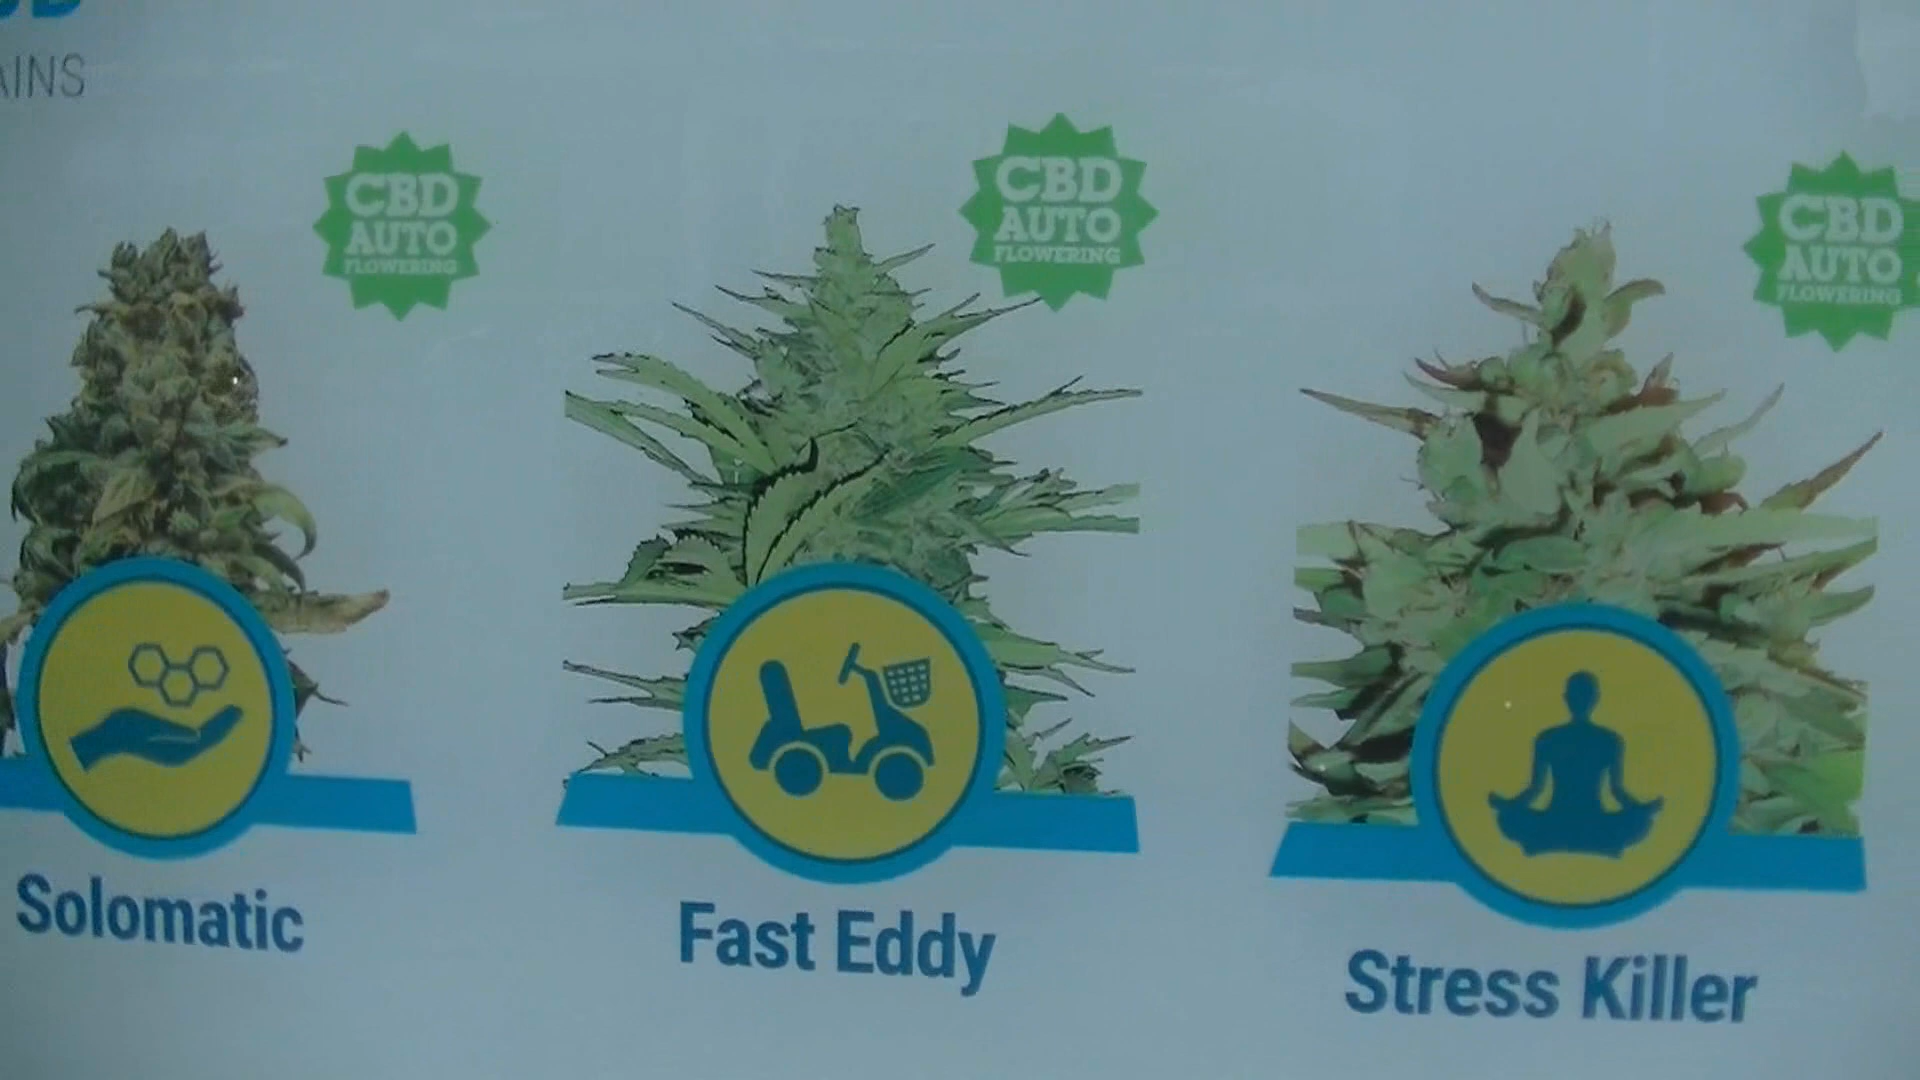 AINS
CBD
AUTO
FLOWERING
CBD
AUTO
FLOWERING
CBD
AUTO
FLOWERING
Solomatic
Fast Eddy
Stress Killer